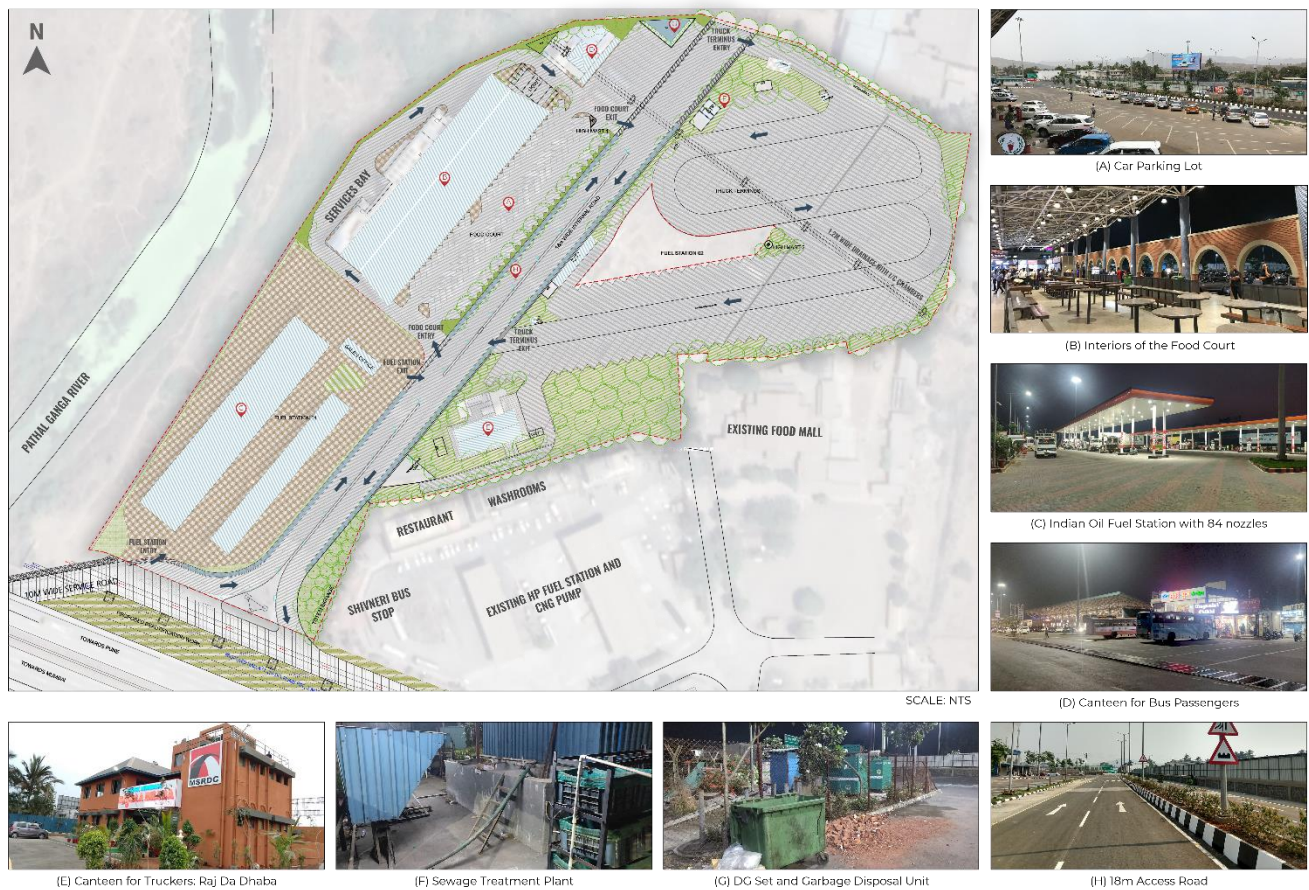 N
TRUCK
TERMINUS
ENTRY
FOOD COURT
EXIT
SERVICES BAY
FOOD COURT
TRUCK TERMINUS
FUEL STATION 02
FOOD COURT
ENTRY
TRUCK
TERMINUS
EXIT
FUEL STATION
EXIT
SALES OFFICE
PATHAL GANGA RIVER
EXISTING FOOD MALL
WASHROOMS
RESTAURANT
FUEL STATION
ENTRY
10M WIDE SERVICE ROAD
SHIVNERI BUS
STOP
EXISTING HP FUEL STATION AND
CNG PUMP
TOWARDS PUNE
TOWARDS MUMBAI
SCALE: NTS
(A) Car Parking Lot
(B) Interiors of the Food Court
(C) Indian Oil Fuel Station with 84 nozzles
(D) Canteen for Bus Passengers
MSRDC
(E) Canteen for Truckers: Raj Da Dhaba
(F) Sewage Treatment Plant
(G) DG Set and Garbage Disposal Unit
(H) 18m Access Road